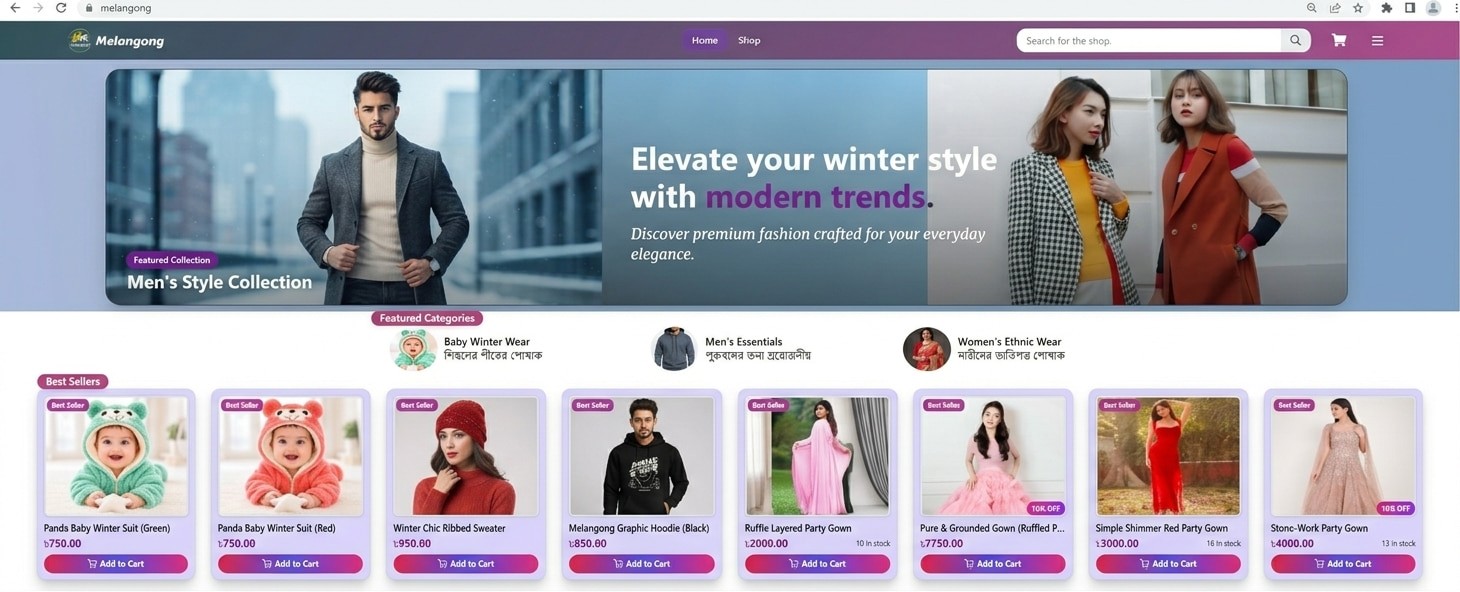 melangong
Melangong
Home
Shop
Search for the shop.
Elevate your winter style
with modern trends.
Discover premium fashion crafted for your everyday
elegance.
Featured Collection
Men's Style Collection
Featured Categories
Baby Winter Wear
Men's Essentials
Women's Ethnic Wear
Best Sellers
Best Seller
Best Seller
Best Seller
Best Seller
Best Seller
Best Seller
Best Seller
Best Seller
10% OFF
10% OFF
Panda Baby Winter Suit (Green)
Panda Baby Winter Suit (Red)
Winter Chic Ribbed Sweater
Melangong Graphic Hoodie (Black)
Ruffle Layered Party Gown
Pure & Grounded Gown (Ruffled P...
Simple Shimmer Red Party Gown
Stonc-Work Party Gown
৳750.00
৳750.00
৳950.00
৳850.00
৳2000.00
10 In stock
৳7750.00
৳3000.00
16 In stock
৳4000.00
13 in stock
Add to Cart
Add to Cart
Add to Cart
Add to Cart
Add to Cart
Add to Cart
Add to Cart
Add to Cart